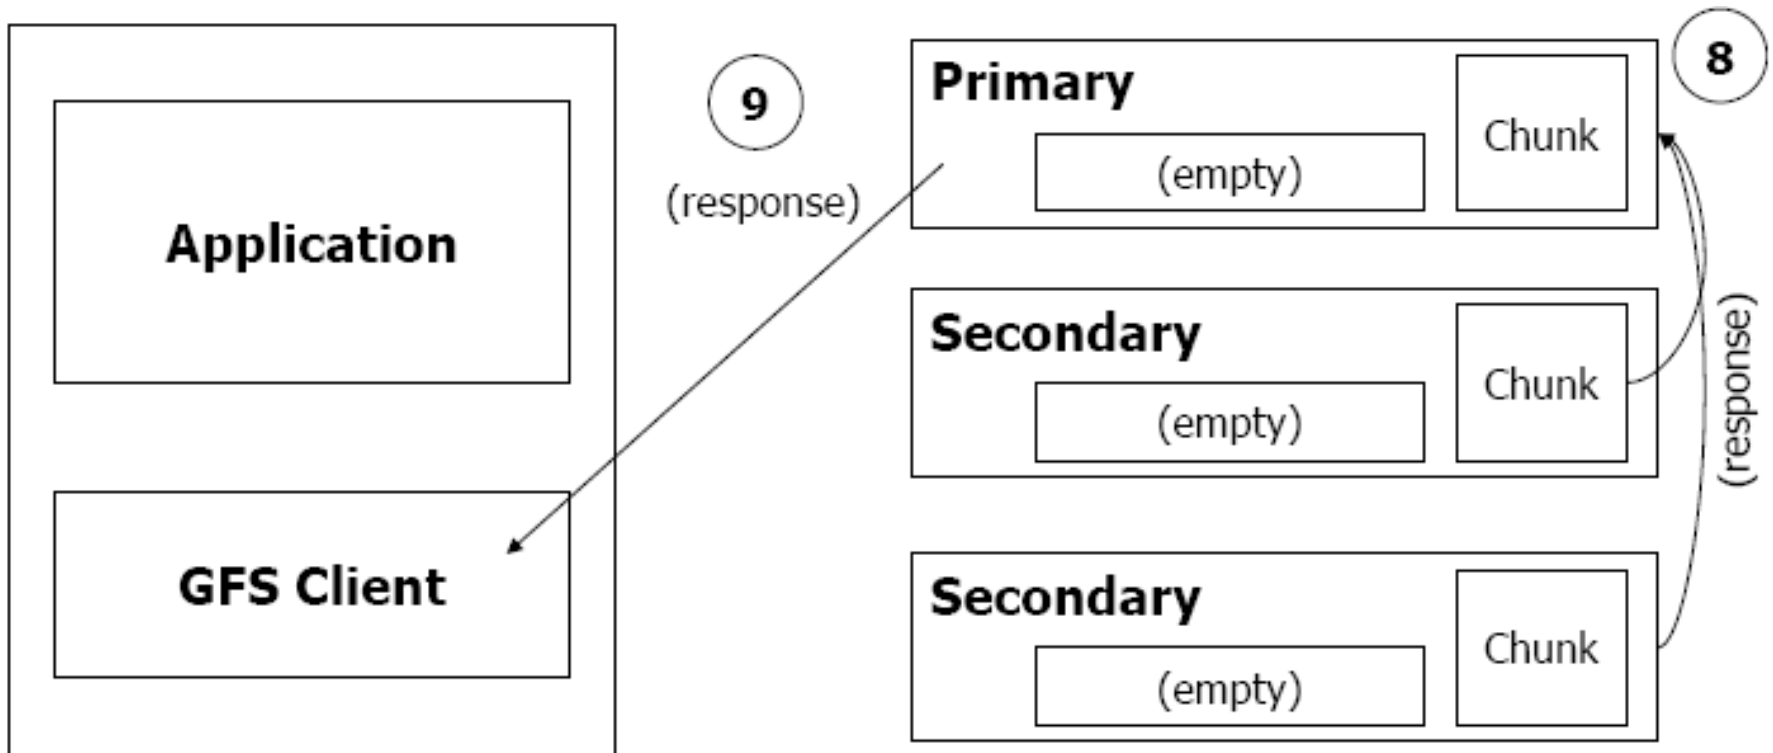 Application
GFS Client
9
(response)
Primary
(empty)
Chunk
8
Secondary
(empty)
Chunk
(response)
Secondary
(empty)
Chunk